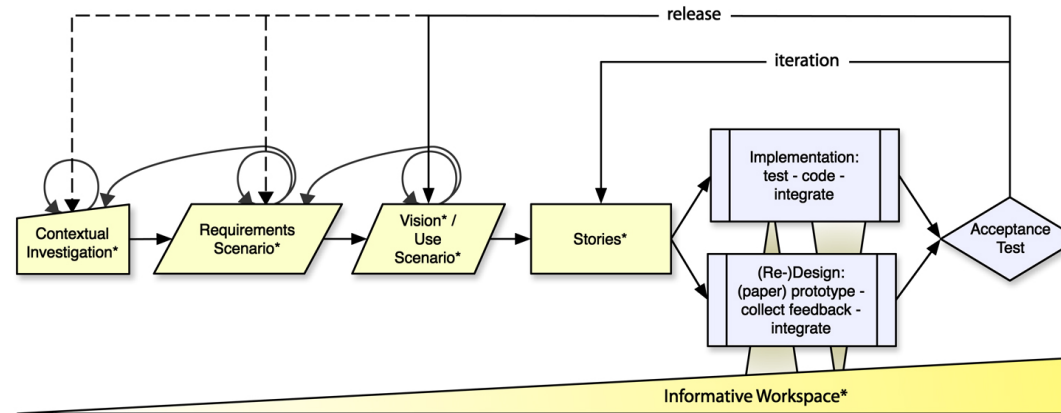 release
iteration
Contextual
Investigation*
Requirements
Scenario*
Vision* /
Use
Scenario*
Stories*
Implementation:
test - code -
integrate
(Re-)Design:
(paper) prototype -
collect feedback -
integrate
Acceptance
Test
Informative Workspace*